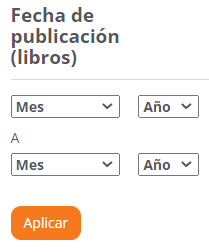 Fecha de
publicación
(libros)
Mes Año
A
Mes Año
Aplicar